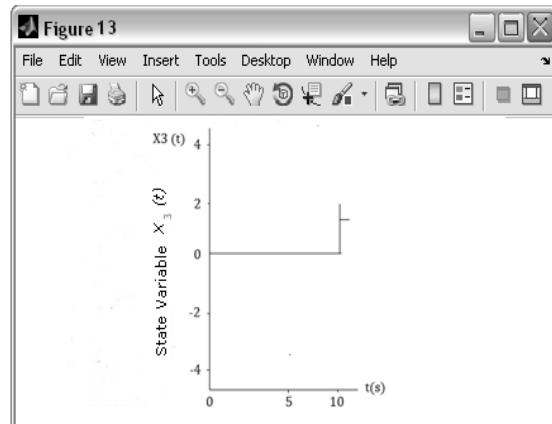 Figure 13
File Edit View Insert Tools Desktop Window Help
X3 (t)
4
2
0
-2
-4
State Variable X3 (t)
0 5 10 t(s)